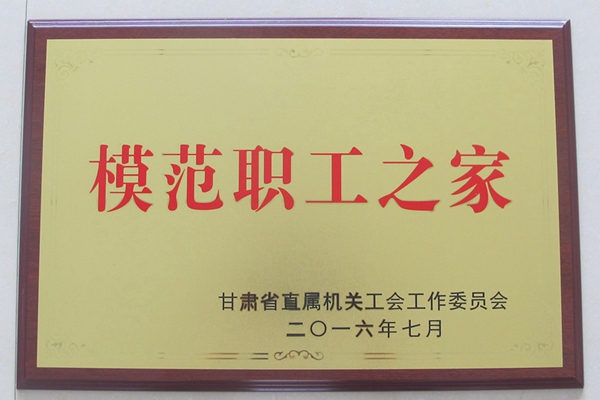 模范职工之家
甘肃省直属机关工会工作委员会
二〇一六年七月